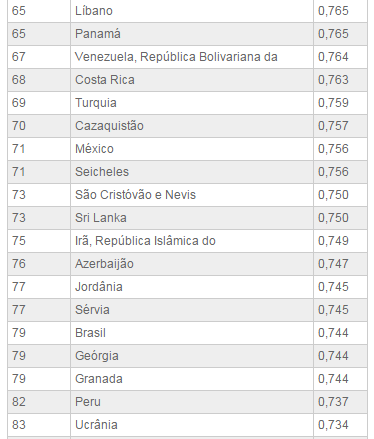 65 Líbano 0,765
65 Panamá 0,765
67 Venezuela, República Bolivariana da 0,764
68 Costa Rica 0,763
69 Turquia 0,759
70 Cazaquistão 0,757
71 México 0,756
71 Seicheles 0,756
73 São Cristóvão e Nevis 0,750
73 Sri Lanka 0,750
75 Irã, República Islâmica do 0,749
76 Azerbaijão 0,747
77 Jordânia 0,745
77 Sérvia 0,745
79 Brasil 0,744
79 Geórgia 0,744
79 Granada 0,744
82 Peru 0,737
83 Ucrânia 0,734